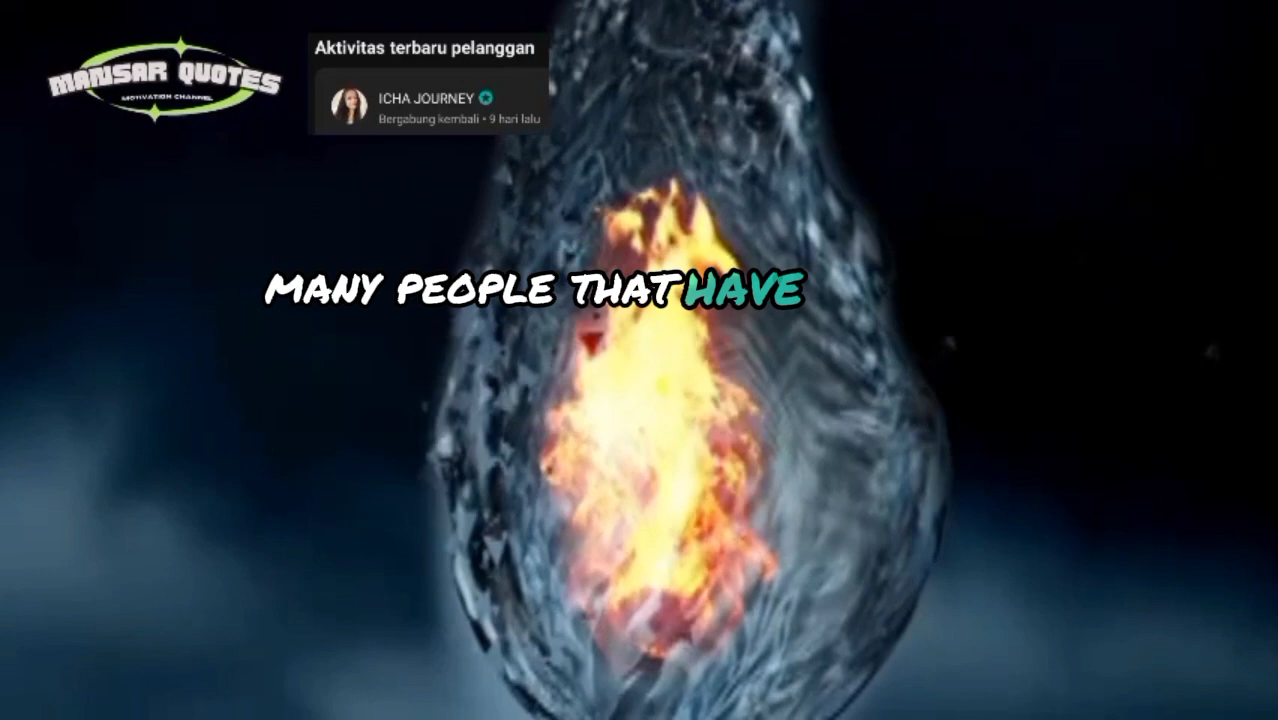 MANSAR QUOTES
MOTIVATION CHANNEL
Aktivitas terbaru pelanggan
ICHA JOURNEY
Bergabung kembali • 9 hari lalu
MANY PEOPLE THAT HAVE